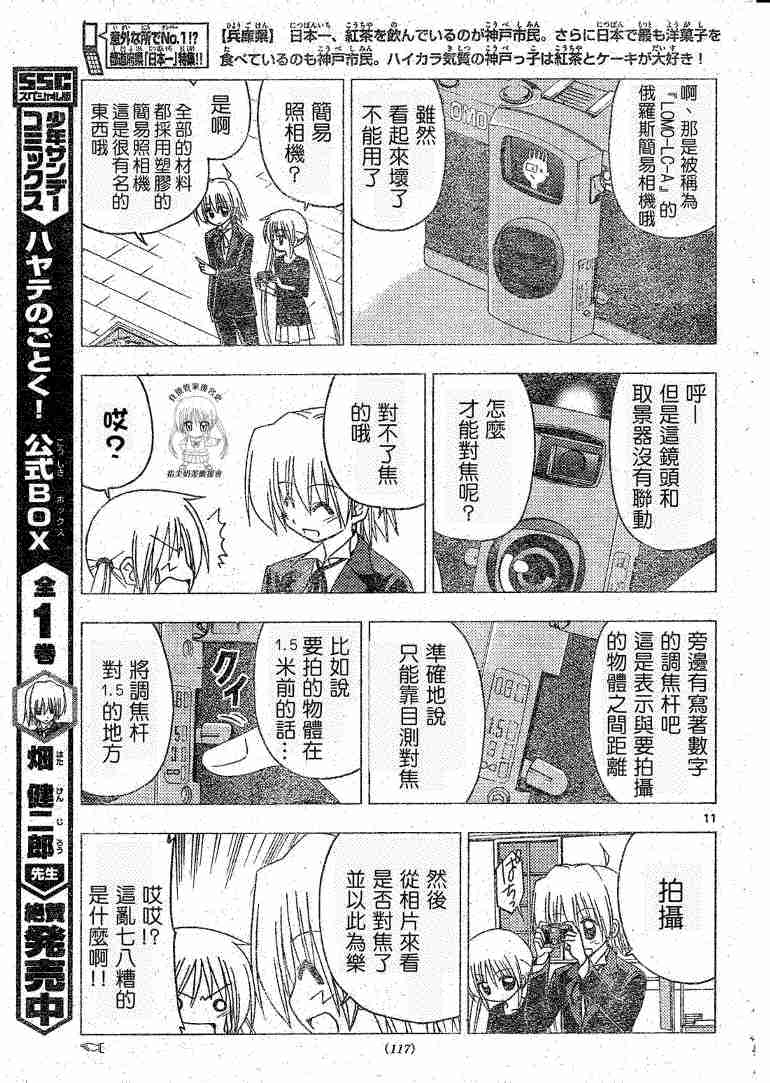 意外な所でNo.1!?
都道府県「日本一」特集!!
【兵庫県】 日本一、紅茶を飲んでいるのが神戸市民。さらに日本で最も洋菓子を
食べているのも神戸市民。ハイカラ気質の神戸っ子は紅茶とケーキが大好き！
SSC
スペシャル版
少年サンデー
コミックス
ハヤテのごとく！ 公式BOX
全1巻
畑 健二郎
先生
絶賛
発売中
啊、那是被稱為
『LOMO-LC-A』的
俄羅斯簡易相機哦
OMO
雖然
看起來壞了
不能用了
簡易
照相機？
是啊
全部的材料
都採用塑膠的
簡易照相機
這是很有名的
東西哦
呼—
但是這鏡頭和
取景器沒有聯動
怎麼
才能對焦呢？
對不了焦
的哦
哎？
旁邊有寫著數字
的調焦杆吧
這是表示與要拍攝
的物體之間距離
0.80
1.50
準確地說
只能靠目測對焦
比如說
要拍的物體在
1.5米前的話…
クイ
將調焦杆
對1.5的地方
11
拍攝
ぱちっ
然後
從相片來看
是否對焦了
並以此為樂
哎哎!?
這亂七八糟的
是什麼啊!!
(117)